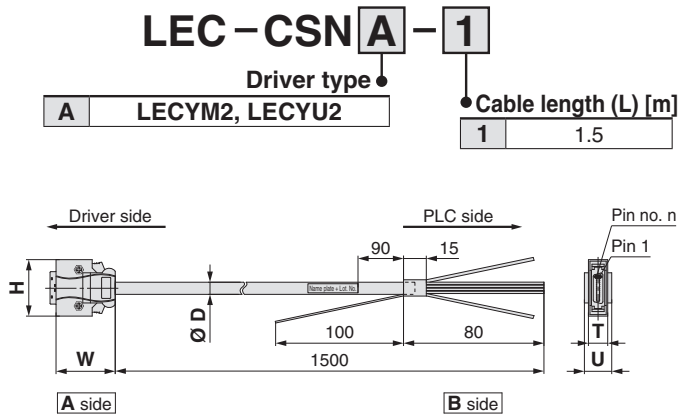 LEC-CSN A - 1
Driver type
A LECYM2, LECYU2
Cable length (L) [m]
1 1.5
Driver side
PLC side
Pin no. n
Pin 1
90
15
H
Name plate + Lot. No.
Ø D
T
W
100
80
U
1500
A side
B side